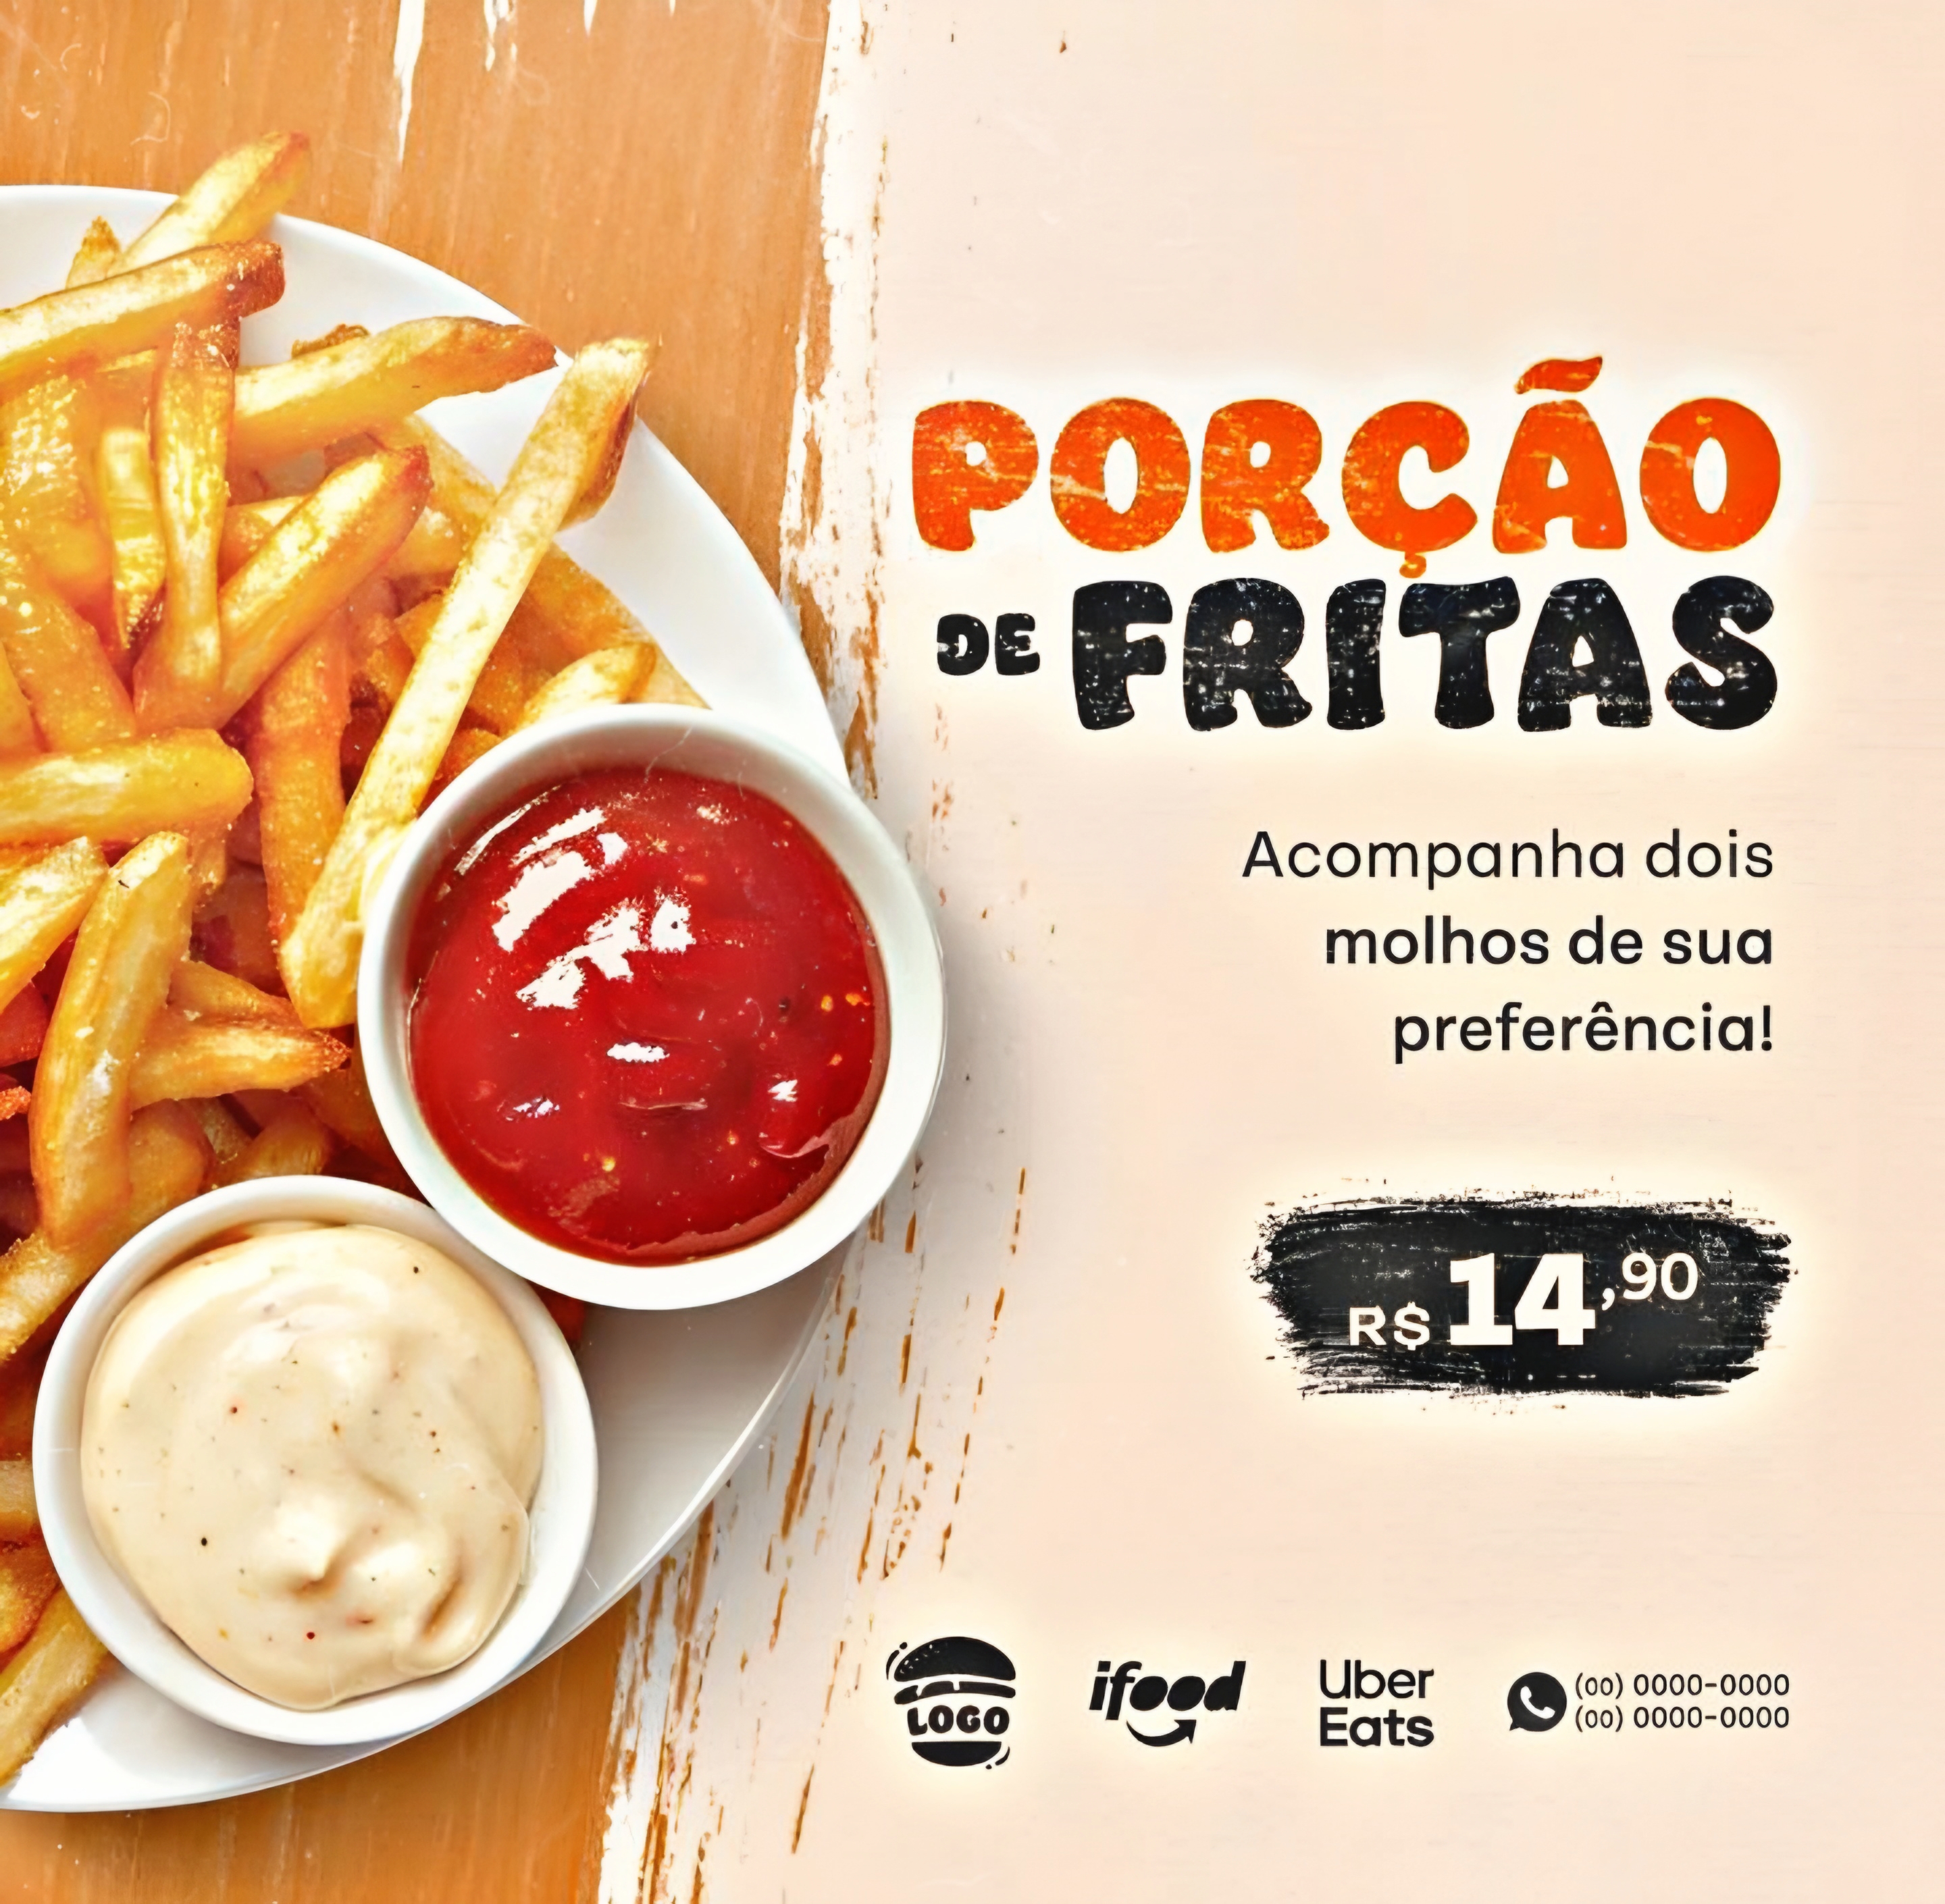 PORÇÃO
DE FRITAS
Acompanha dois
molhos de sua
preferência!
R$ 14,90
LOGO
ifood
Uber
Eats
(00) 0000-0000
(00) 0000-0000